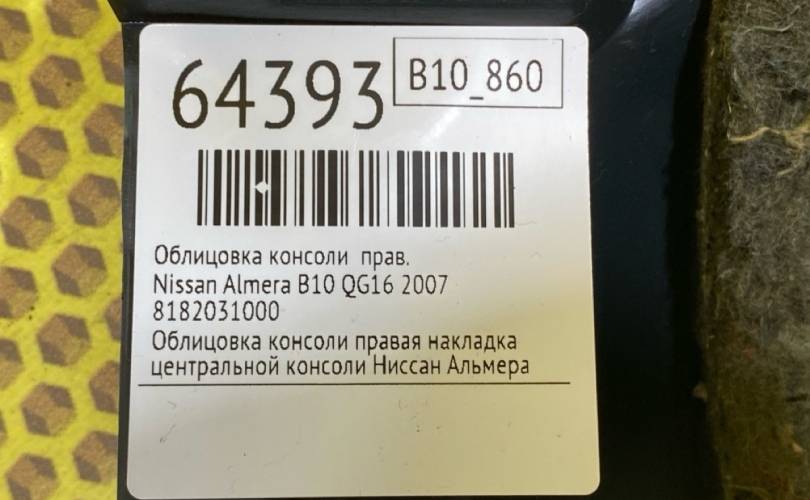 64393
B10_860
Облицовка консоли прав.
Nissan Almera B10 QG16 2007
8182031000
Облицовка консоли правая накладка
центральной консоли Ниссан Альмера